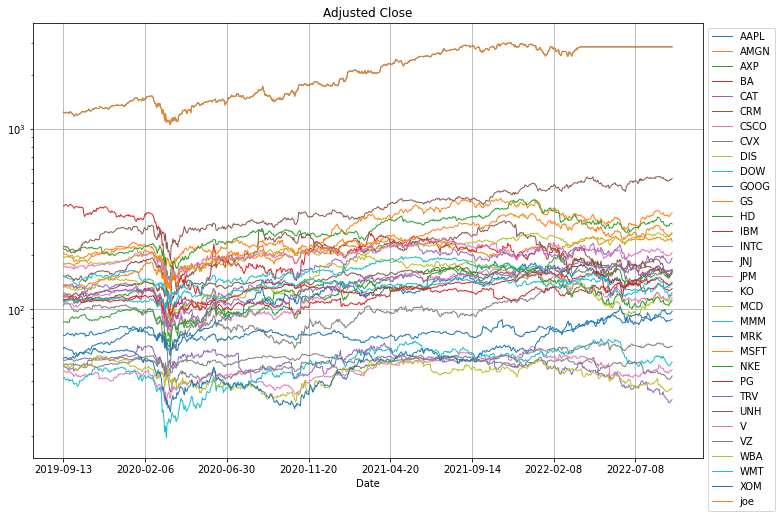 Adjusted Close
10³
10²
2019-09-13 2020-02-06 2020-06-30 2020-11-20 2021-04-20 2021-09-14 2022-02-08 2022-07-08
Date
AAPL
AMGN
AXP
BA
CAT
CRM
CSCO
CVX
DIS
DOW
GOOG
GS
HD
IBM
INTC
JNJ
JPM
KO
MCD
MMM
MRK
MSFT
NKE
PG
TRV
UNH
V
VZ
WBA
WMT
XOM
joe